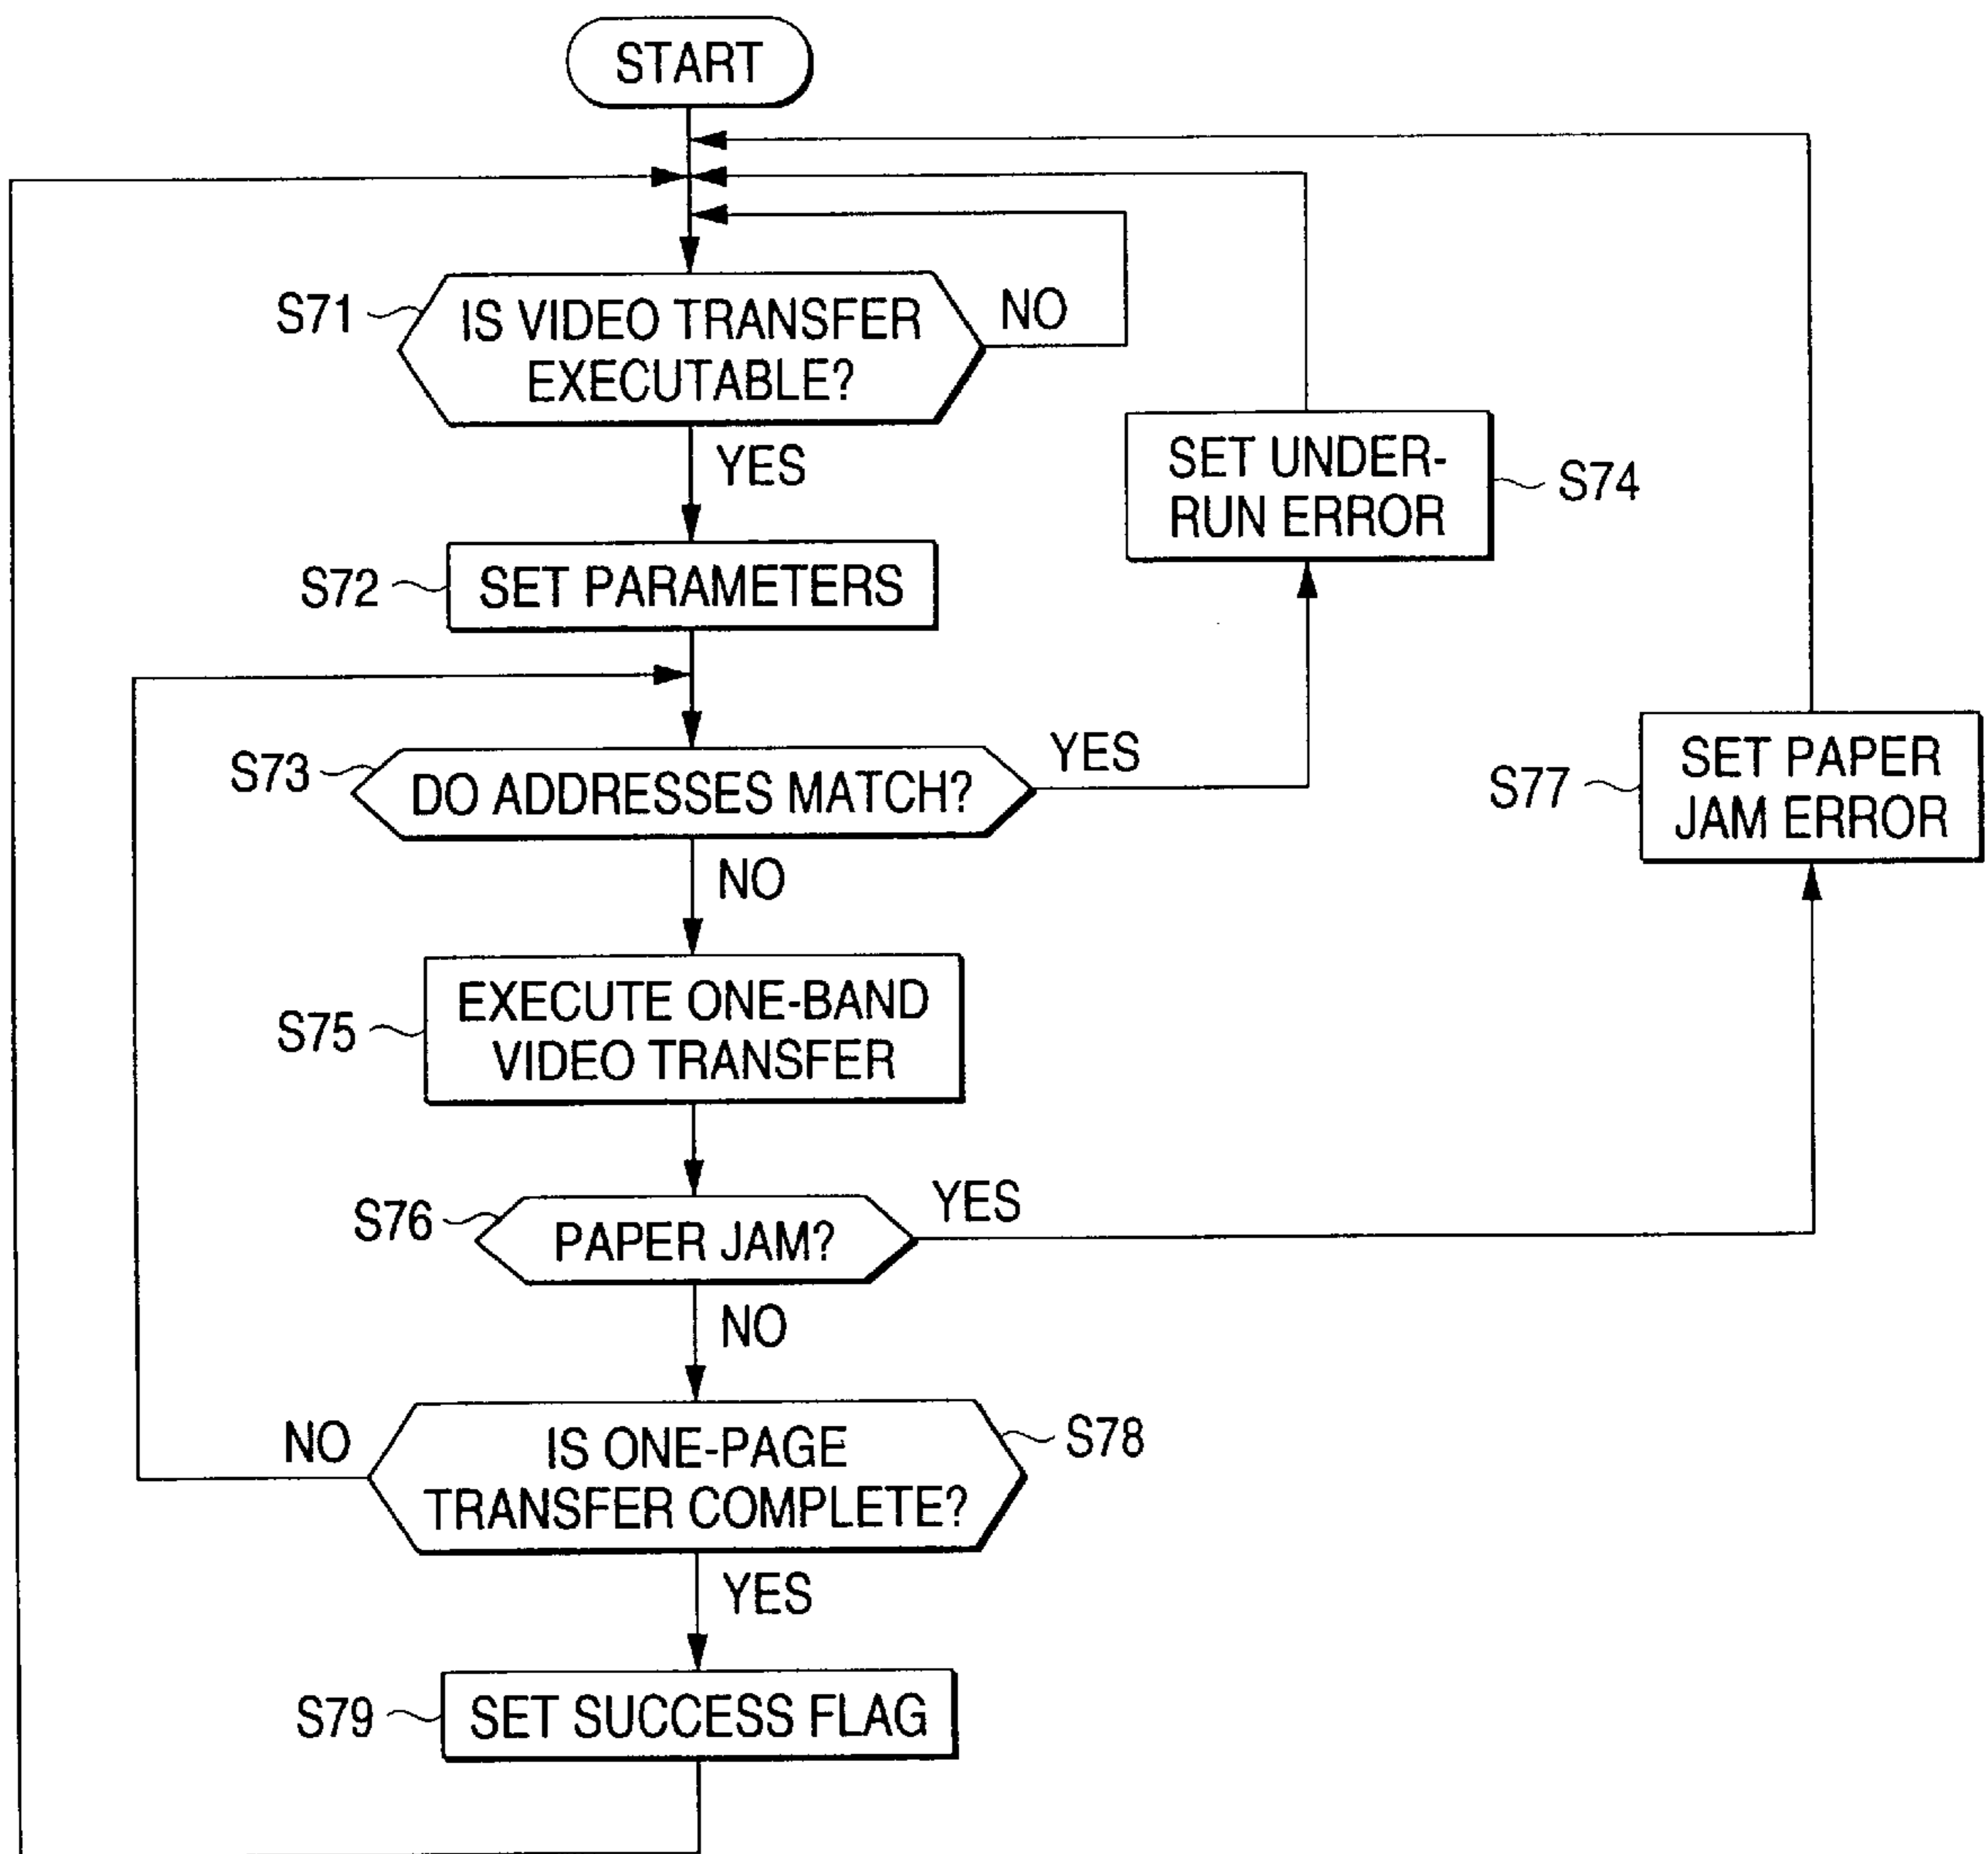 START
S71
IS VIDEO TRANSFER
EXECUTABLE?
NO
YES
SET UNDER-
RUN ERROR
S74
S72
SET PARAMETERS
S73
DO ADDRESSES MATCH?
YES
NO
S77
SET PAPER
JAM ERROR
S75
EXECUTE ONE-BAND
VIDEO TRANSFER
S76
PAPER JAM?
YES
NO
NO
IS ONE-PAGE
TRANSFER COMPLETE?
S78
YES
S79
SET SUCCESS FLAG